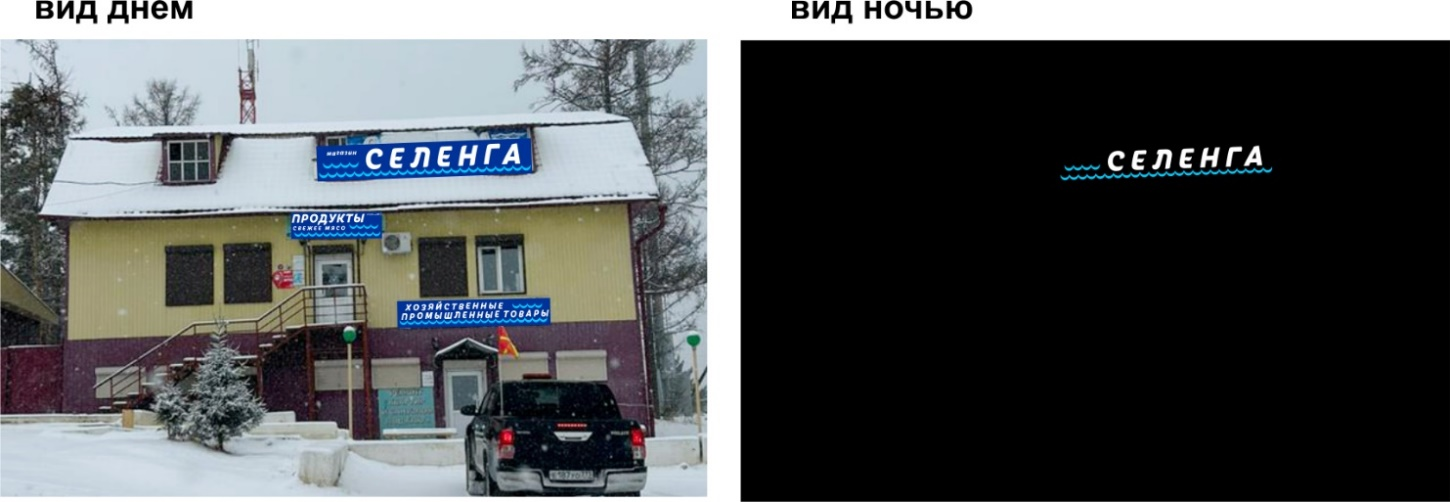 вид днем
вид ночью
магазин СЕЛЕНГА
ПРОДУКТЫ
СВЕЖЕЕ МЯСО
ХОЗЯЙСТВЕННЫЕ
ПРОМЫШЛЕННЫЕ ТОВАРЫ
СЕЛЕНГА